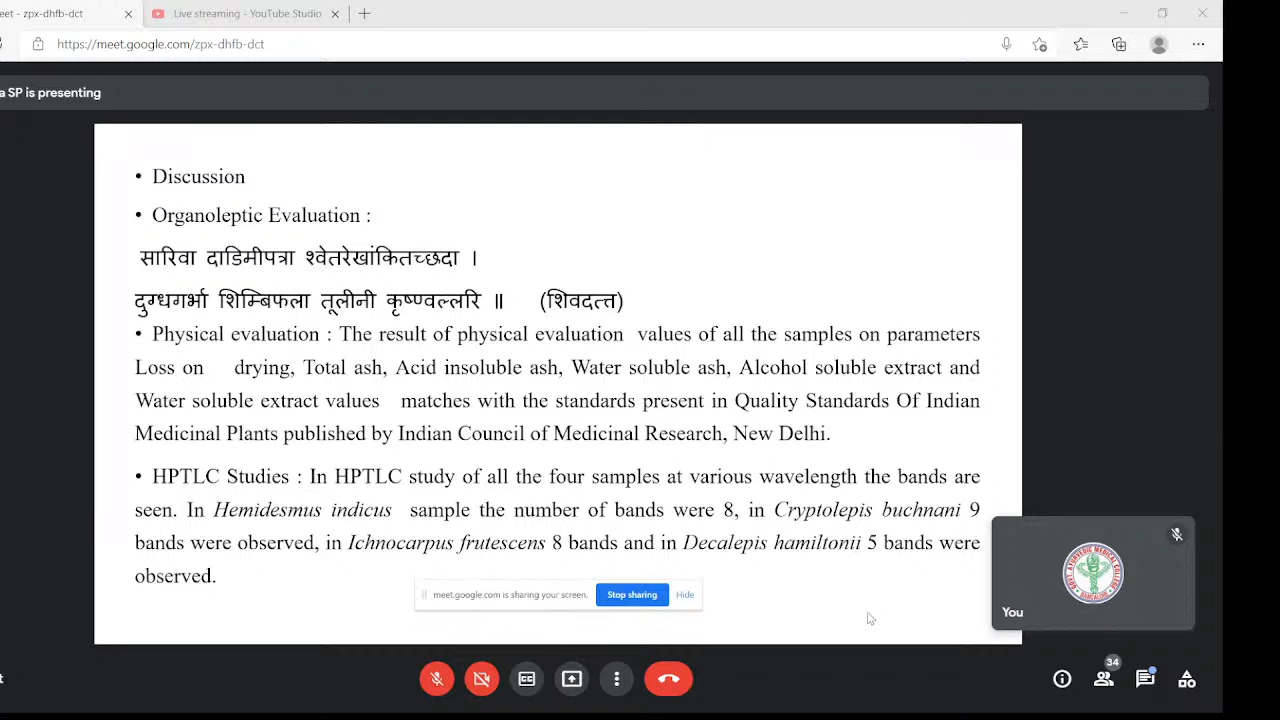 eet - zpx-dhfb-dct
Live streaming - YouTube Studio
https://meet.google.com/zpx-dhfb-dct
a SP is presenting
• Discussion
• Organoleptic Evaluation :
सारिवा दाडिमीपत्रा श्वेतरेखांकितच्छदा ।
दुग्धगर्भा शिम्बिफला तूलीनी कृष्ण्वल्लरि ॥ (शिवदत्त)
• Physical evaluation : The result of physical evaluation values of all the samples on parameters
Loss on drying, Total ash, Acid insoluble ash, Water soluble ash, Alcohol soluble extract and
Water soluble extract values matches with the standards present in Quality Standards Of Indian
Medicinal Plants published by Indian Council of Medicinal Research, New Delhi.
• HPTLC Studies : In HPTLC study of all the four samples at various wavelength the bands are
seen. In Hemidesmus indicus sample the number of bands were 8, in Cryptolepis buchnani 9
bands were observed, in Ichnocarpus frutescens 8 bands and in Decalepis hamiltonii 5 bands were
observed.
meet.google.com is sharing your screen. Stop sharing Hide
You
34
t